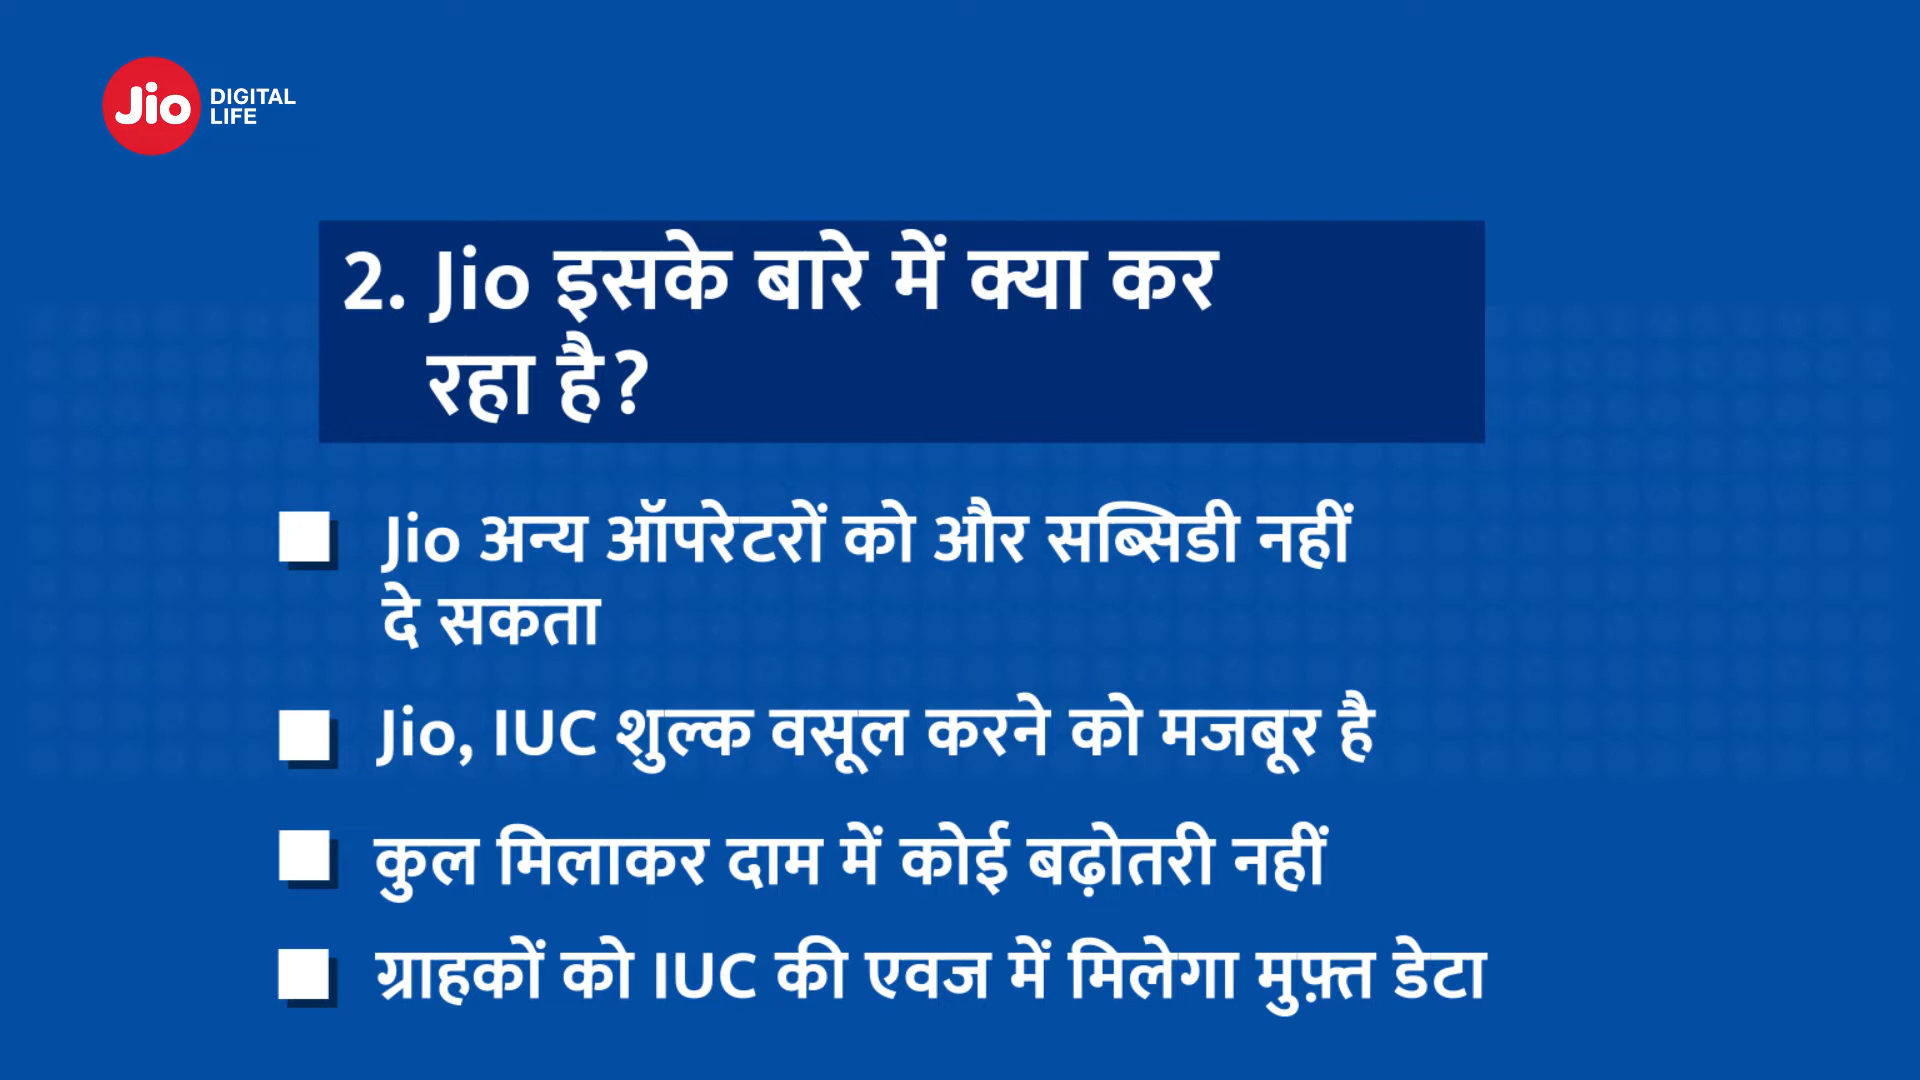 Jio DIGITAL
LIFE
2. Jio इसके बारे में क्या कर
रहा है?
Jio अन्य ऑपरेटरों को और सब्सिडी नहीं
दे सकता
Jio, IUC शुल्क वसूल करने को मजबूर है
कुल मिलाकर दाम में कोई बढ़ोतरी नहीं
ग्राहकों को IUC की एवज में मिलेगा मुफ़्त डेटा